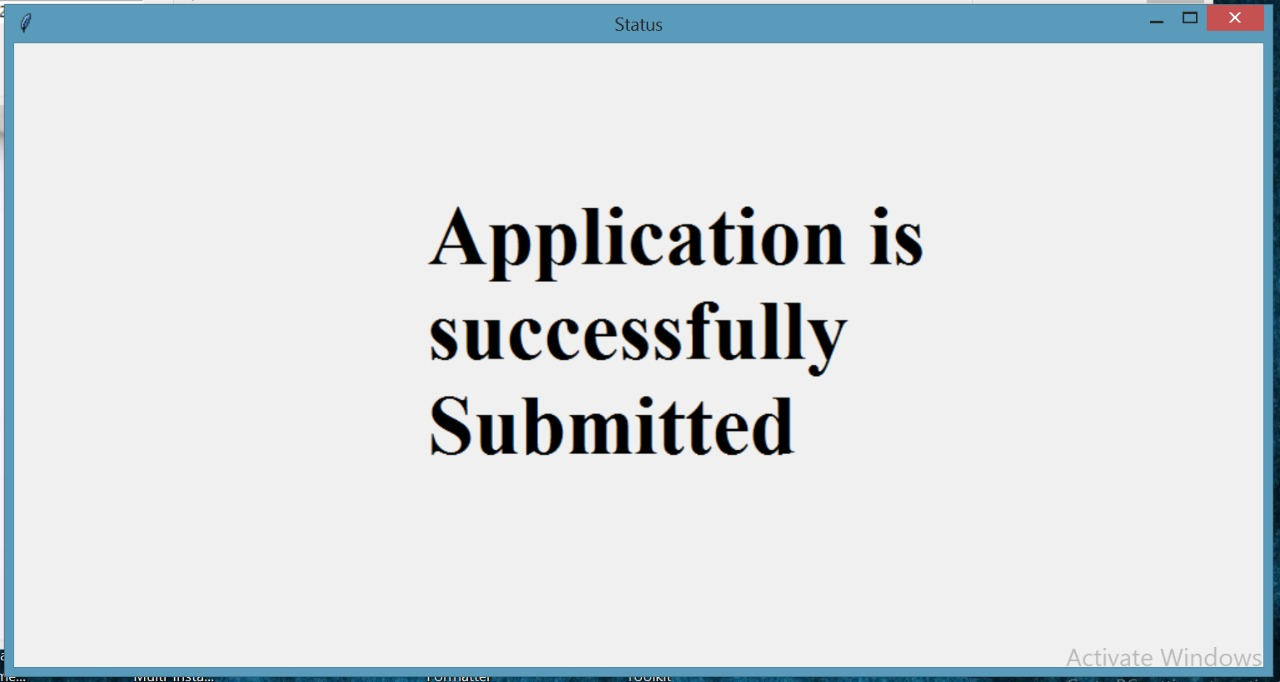 Status
Application is
successfully
Submitted
Activate Windows